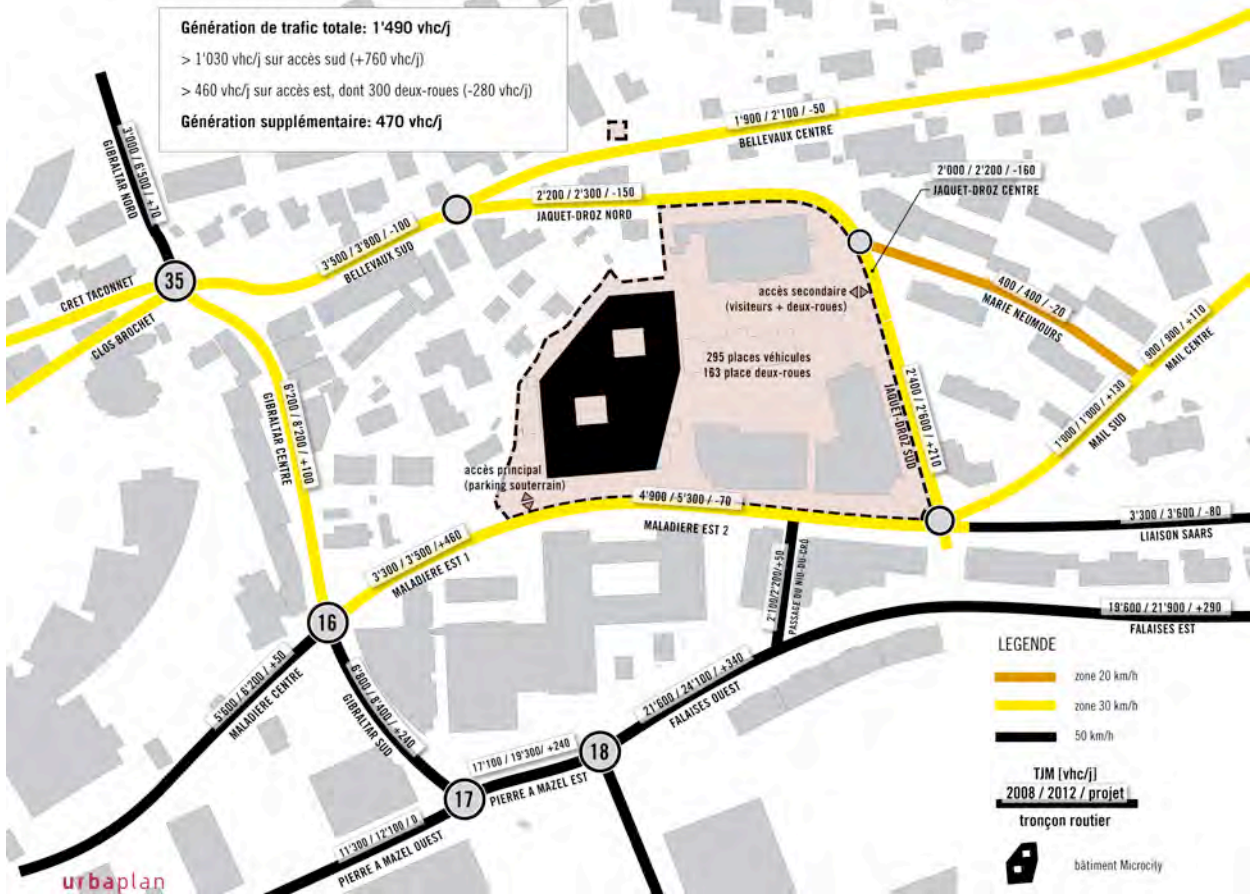 Génération de trafic totale: 1'490 vhc/j
> 1'030 vhc/j sur accès sud (+760 vhc/j)
> 460 vhc/j sur accès est, dont 300 deux-roues (-280 vhc/j)
Génération supplémentaire: 470 vhc/j
3'000 / 6'500 / +70
GIBRALTAR NORD
1'900 / 2'100 / -50
BELLEVAUX CENTRE
2'000 / 2'200 / -160
JAQUET-DROZ CENTRE
2'200 / 2'300 / -150
JAQUET-DROZ NORD
3'500 / 3'800 / -100
BELLEVAUX SUD
35
CRET TACONNET
CLOS BROCHET
accès secondaire
(visiteurs + deux-roues)
400 / 400 / -20
MARIE NEUMOURS
900 / 900 / +110
MAIL CENTRE
295 places véhicules
163 place deux-roues
6'200 / 8'200 / +100
GIBRALTAR CENTRE
2'400 / 2'600 / +210
JAQUET-DROZ SUD
1'000 / 1'000 / +130
MAIL SUD
accès principal
(parking souterrain)
4'900 / 5'300 / -70
MALADIERE EST 2
3'300 / 3'600 / -80
LIAISON SAARS
3'300 / 3'500 / +460
MALADIERE EST 1
2'100/2'200/+50
PASSAGE DU NID-DU-CRÔ
19'600 / 21'900 / +290
FALAISES EST
16
5'600 / 6'200 / +50
MALADIERE CENTRE
6'800 / 8'400 / +240
GIBRALTAR SUD
21'600 / 24'100 / +340
FALAISES OUEST
17'100 / 19'300/ +240
PIERRE A MAZEL EST
18
17
11'300 / 12'100 / 0
PIERRE A MAZEL OUEST
LEGENDE
zone 20 km/h
zone 30 km/h
50 km/h
TJM [vhc/j]
2008 / 2012 / projet
tronçon routier
bâtiment Microcity
urbaplan